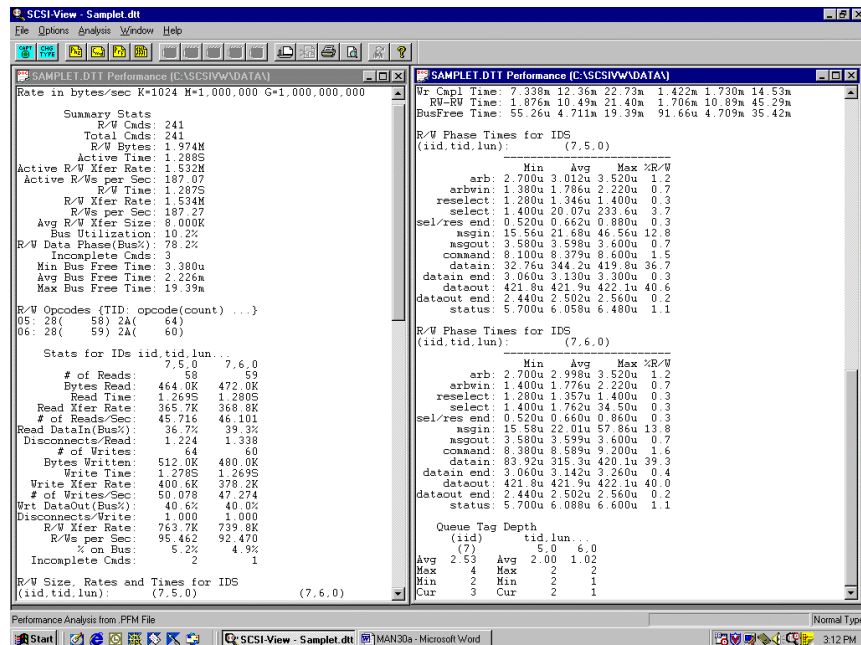 SCSI-View - Samplet.dtt
File Options Analysis Window Help
SAMPLET.DTT Performance (C:\SCSIVW\DATA\)
Rate in bytes/sec K=1024 M=1,000,000 G=1,000,000,000
Summary Stats
R/W Cmds: 241
Total Cmds: 241
R/W Bytes: 1.974M
Active Time: 1.288S
Active R/W Xfer Rate: 1.532M
Active R/Ws per Sec: 187.07
R/W Time: 1.287S
R/W Xfer Rate: 1.534M
R/Ws per Sec: 187.27
Avg R/W Xfer Size: 8.000K
Bus Utilization: 10.2%
R/W Data Phase(Bus%): 78.2%
Incomplete Cmds: 3
Min Bus Free Time: 3.380u
Avg Bus Free Time: 2.226m
Max Bus Free Time: 19.39m
R/W Opcodes {TID: opcode(count) ...}
05: 28( 58) 2A( 64)
06: 28( 59) 2A( 60)
Stats for IDs iid,tid,lun...
7,5,0 7,6,0
# of Reads: 58 59
Bytes Read: 464.0K 472.0K
Read Time: 1.269S 1.280S
Read Xfer Rate: 365.7K 368.8K
# of Reads/Sec: 45.716 46.101
Read DataIn(Bus%): 36.7% 39.3%
Disconnects/Read: 1.224 1.338
# of Writes: 64 60
Bytes Written: 512.0K 480.0K
Write Time: 1.278S 1.269S
Write Xfer Rate: 400.6K 378.2K
# of Writes/Sec: 50.078 47.274
Wrt DataOut(Bus%): 40.6% 40.0%
Disconnects/Write: 1.000 1.000
R/W Xfer Rate: 763.7K 739.8K
R/Ws per Sec: 95.462 92.470
% on Bus: 5.2% 4.9%
Incomplete Cmds: 2 1
R/W Size, Rates and Times for IDS
(iid,tid,lun): (7,5,0) (7,6,0)
SAMPLET.DTT Performance (C:\SCSIVW\DATA\)
Wr Cmpl Time: 7.338m 12.36m 22.73m 1.422m 1.730m 14.53m
RW-RW Time: 1.876m 10.49m 21.40m 1.706m 10.89m 45.29m
BusFree Time: 55.26u 4.711m 19.39m 91.66u 4.709m 35.42m
R/W Phase Times for IDS
(iid,tid,lun): (7,5,0)
Min Avg Max %R/W
arb: 2.700u 3.012u 3.520u 1.2
arbwin: 1.380u 1.786u 2.220u 0.7
reselect: 1.280u 1.346u 1.400u 0.3
select: 1.400u 20.07u 233.6u 3.7
sel/res end: 0.520u 0.662u 0.880u 0.3
msgin: 15.56u 21.68u 46.56u 12.8
msgout: 3.580u 3.598u 3.600u 0.7
command: 8.100u 8.379u 8.600u 1.5
datain: 32.76u 344.2u 419.8u 36.7
datain end: 3.060u 3.130u 3.300u 0.3
dataout: 421.8u 421.9u 422.1u 40.6
dataout end: 2.440u 2.502u 2.560u 0.2
status: 5.700u 6.058u 6.480u 1.1
R/W Phase Times for IDS
(iid,tid,lun): (7,6,0)
Min Avg Max %R/W
arb: 2.700u 2.998u 3.520u 1.2
arbwin: 1.400u 1.776u 2.220u 0.7
reselect: 1.280u 1.357u 1.400u 0.3
select: 1.400u 1.762u 34.50u 0.3
sel/res end: 0.520u 0.660u 0.860u 0.3
msgin: 15.58u 22.01u 57.86u 13.8
msgout: 3.580u 3.599u 3.600u 0.7
command: 8.380u 8.589u 9.200u 1.6
datain: 83.92u 315.3u 420.1u 39.3
datain end: 3.060u 3.142u 3.260u 0.4
dataout: 421.8u 421.9u 422.1u 40.0
dataout end: 2.440u 2.502u 2.560u 0.2
status: 5.700u 6.088u 6.600u 1.1
Queue Tag Depth
(iid) tid,lun...
(7) 5,0 6,0
Avg 2.53 Avg 2.00 1.02
Max 4 Max 2 2
Min 2 Min 2 1
Cur 3 Cur 2 1
Performance Analysis from .PFM File
Normal Type
Start
SCSI-View - Samplet.dtt
MAN30a - Microsoft Word
3:12 PM